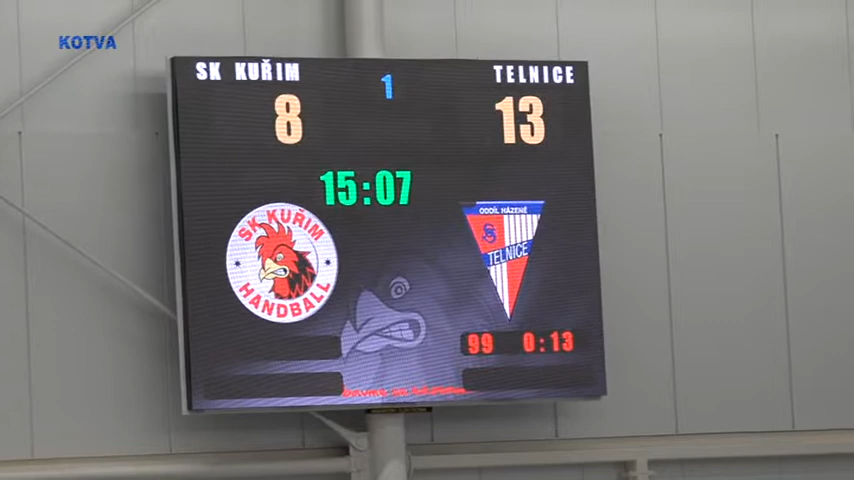 KOTVA
SK KUŘIM
1
TELNICE
8
13
15:07
SK KUŘIM
HANDBALL
ODDÍL HÁZENÉ
TELNICE
99 0:13